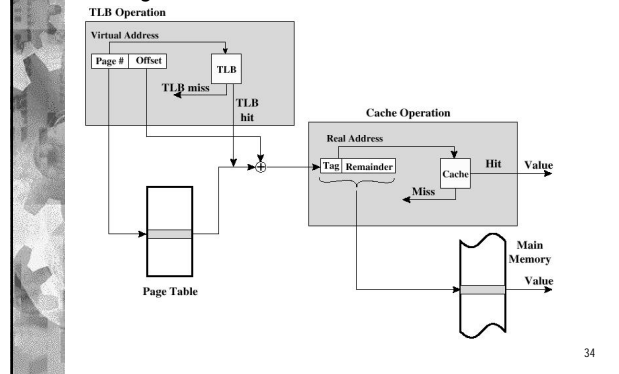 TLB Operation
Virtual Address
Page # Offset
TLB
TLB miss
TLB
hit
Cache Operation
Real Address
Tag Remainder
Cache
Hit
Value
Miss
Main
Memory
Value
Page Table
34